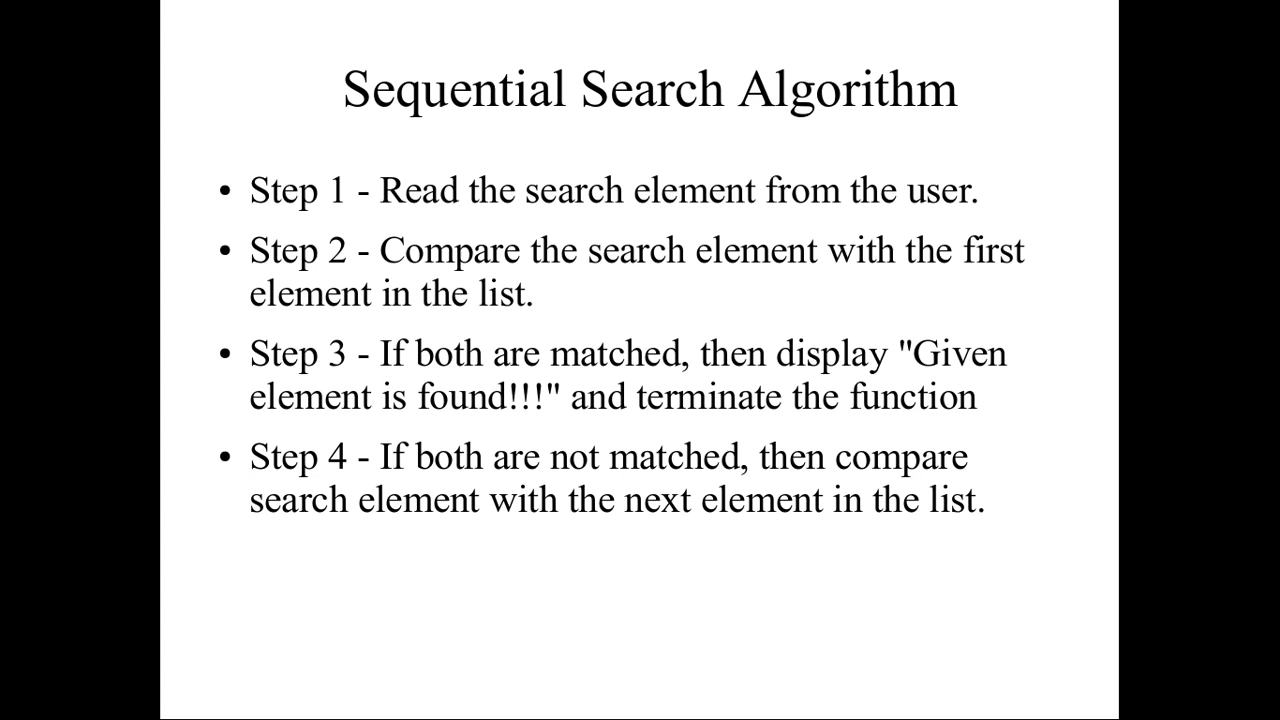 Sequential Search Algorithm
• Step 1 - Read the search element from the user.
• Step 2 - Compare the search element with the first
element in the list.
• Step 3 - If both are matched, then display "Given
element is found!!!" and terminate the function
• Step 4 - If both are not matched, then compare
search element with the next element in the list.